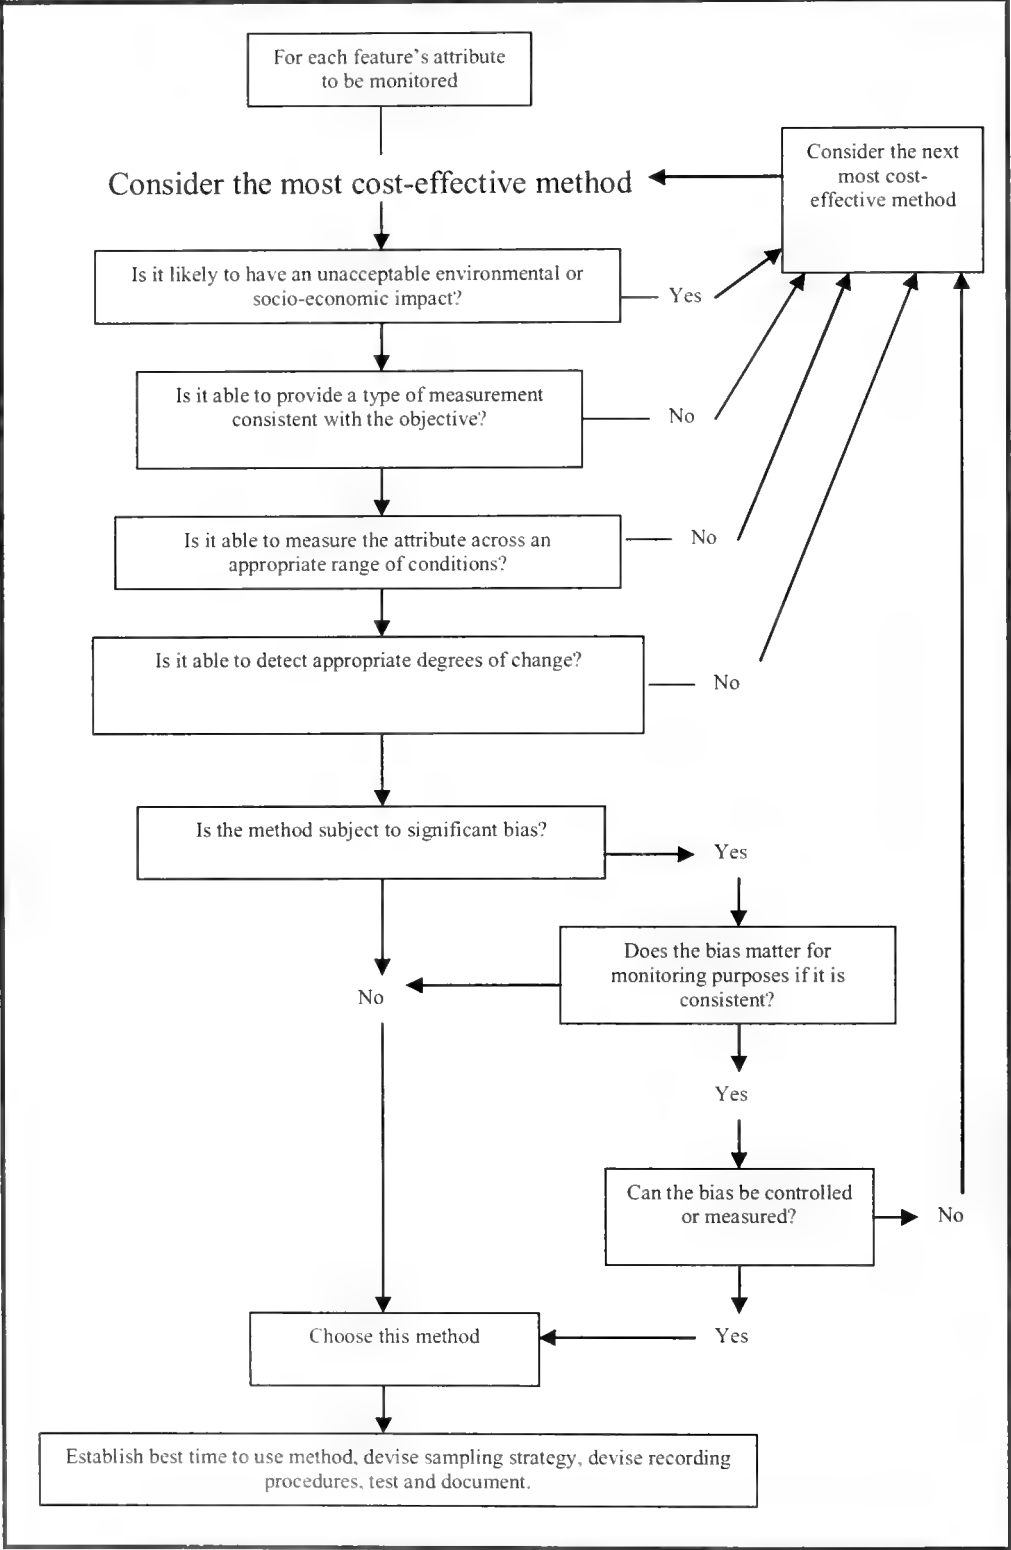 For each feature's attribute
to be monitored
Consider the next
most cost-
effective method
Consider the most cost-effective method
Is it likely to have an unacceptable environmental or
socio-economic impact?
Yes
Is it able to provide a type of measurement
consistent with the objective?
No
Is it able to measure the attribute across an
appropriate range of conditions?
No
Is it able to detect appropriate degrees of change?
No
Is the method subject to significant bias?
Yes
Does the bias matter for
monitoring purposes if it is
consistent?
No
Yes
Can the bias be controlled
or measured?
No
Choose this method
Yes
Establish best time to use method, devise sampling strategy, devise recording
procedures, test and document.